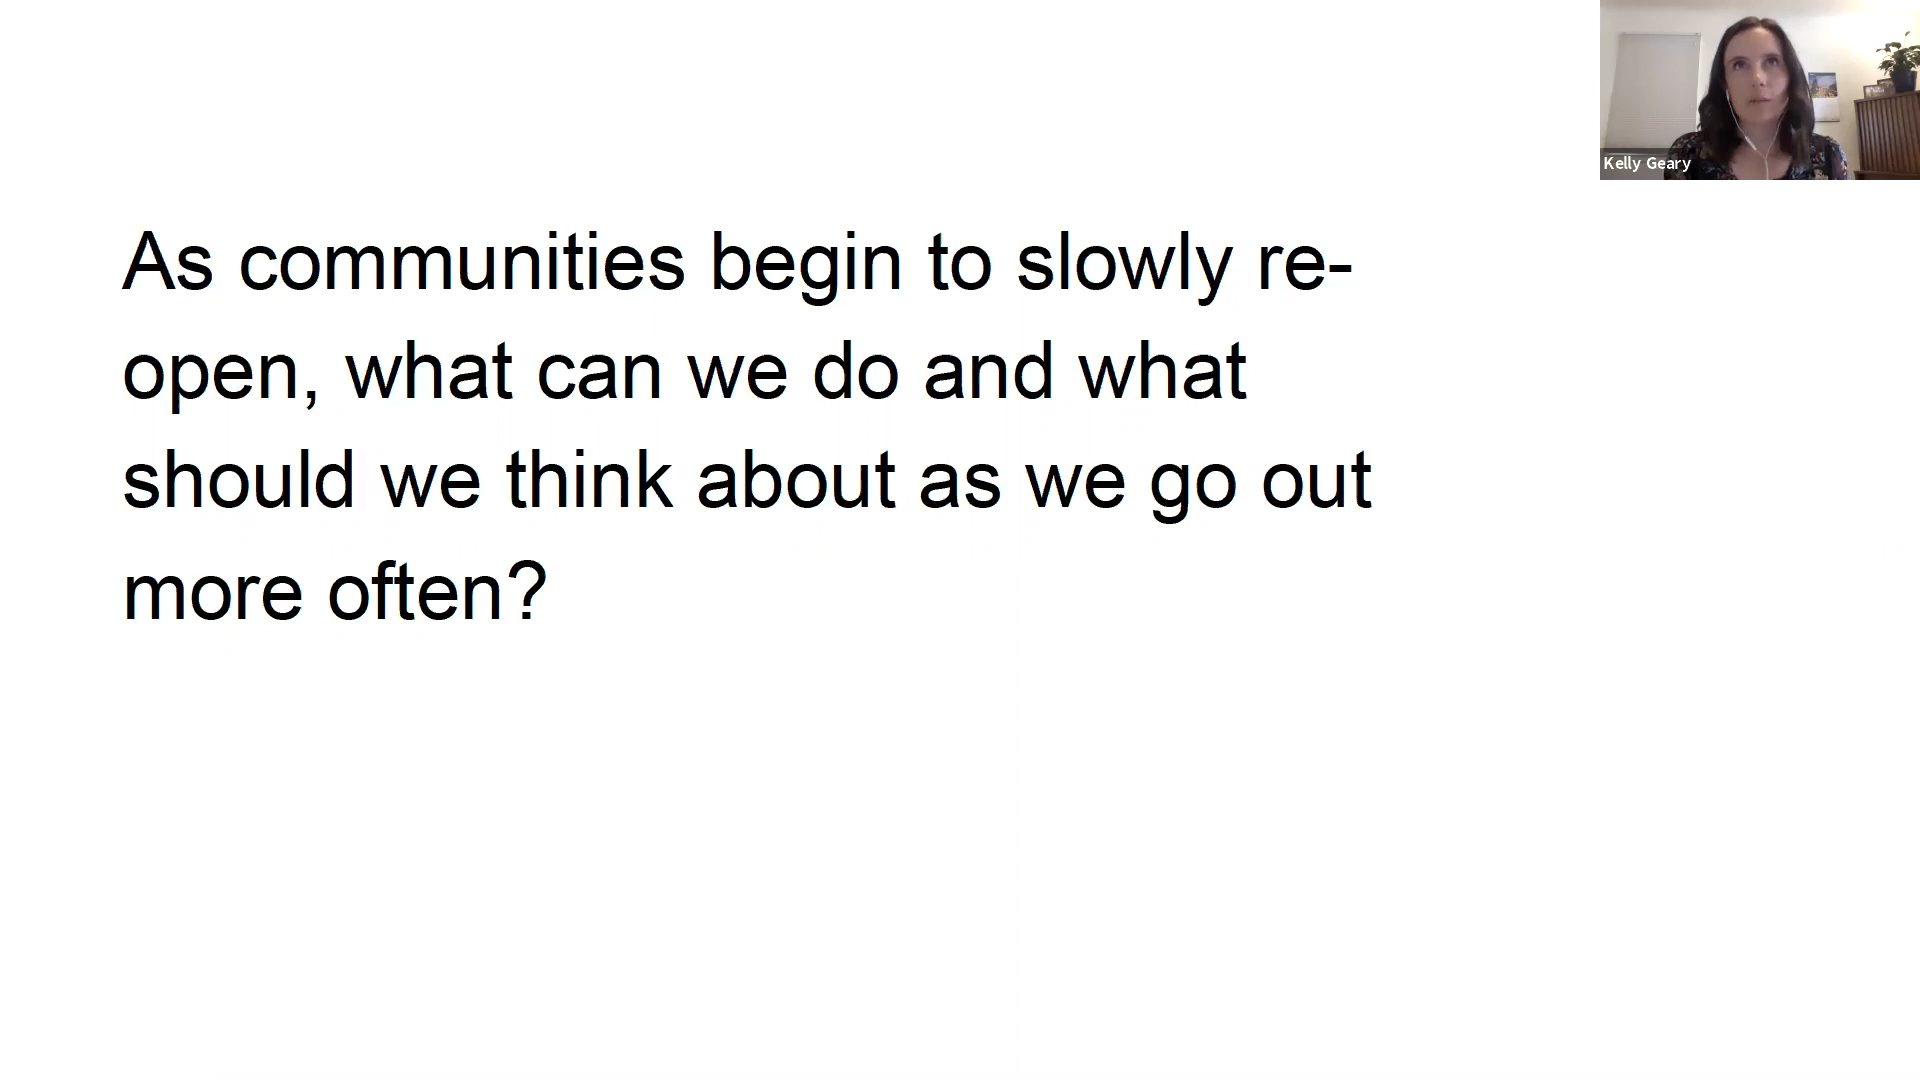 Kelly Geary
As communities begin to slowly re-
open, what can we do and what
should we think about as we go out
more often?